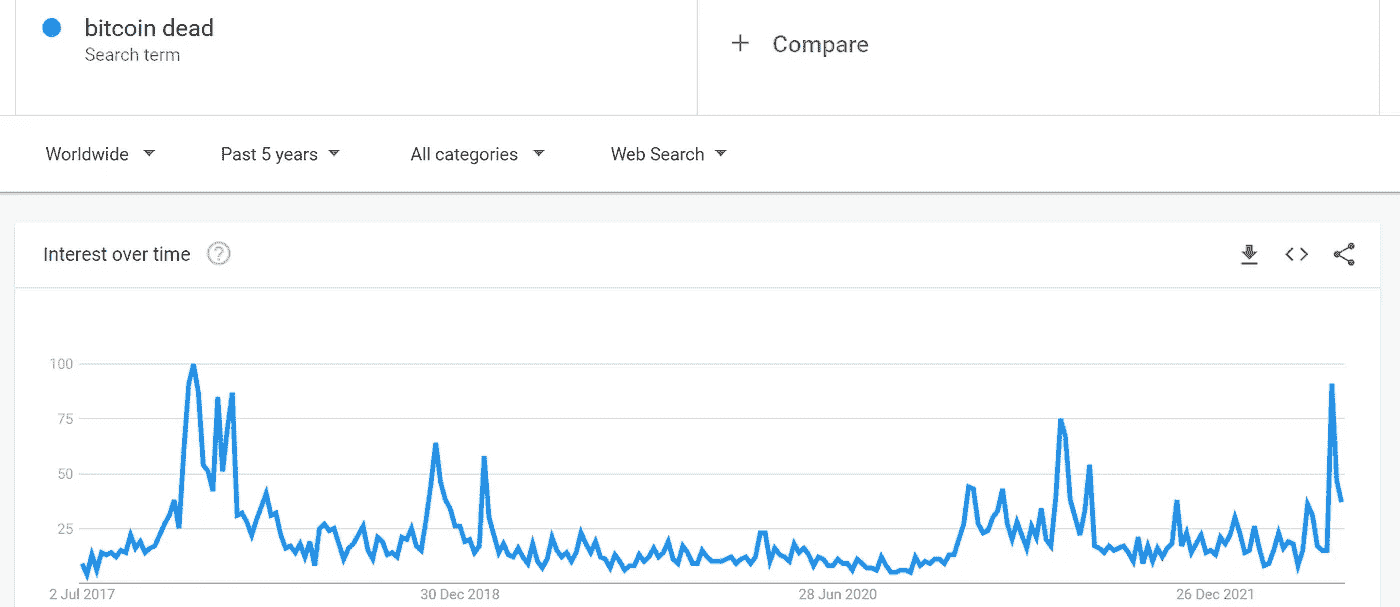 bitcoin dead
Search term
+ Compare
Worldwide
Past 5 years
All categories
Web Search
Interest over time ?
100
75
50
25
2 Jul 2017
30 Dec 2018
28 Jun 2020
26 Dec 2021